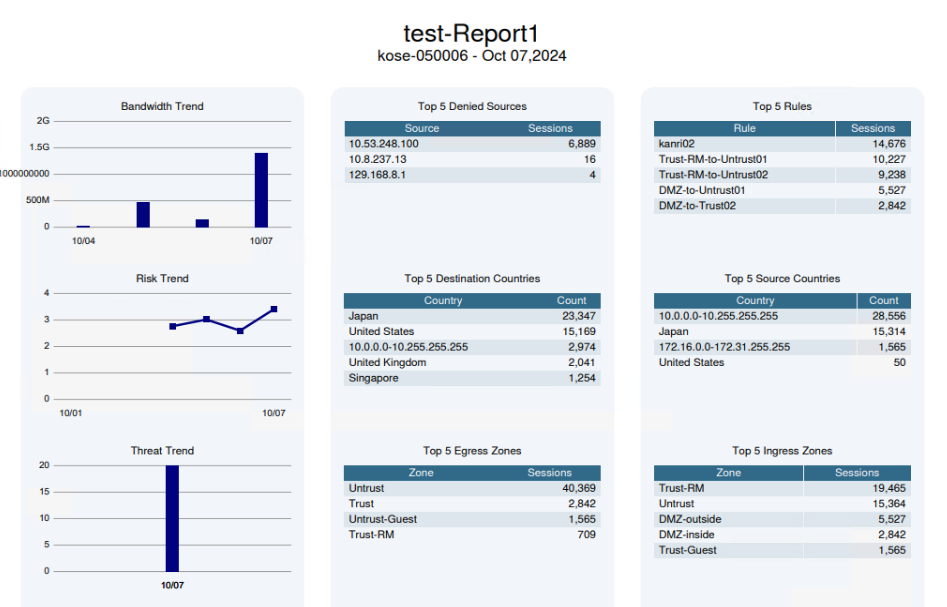 test-Report1
kose-050006 - Oct 07,2024
Bandwidth Trend
2G
1.5G
1000000000
500M
0
10/04 10/07
Top 5 Denied Sources
Source Sessions
10.53.248.100 6,889
10.8.237.13 16
129.168.8.1 4
Top 5 Rules
Rule Sessions
kanri02 14,676
Trust-RM-to-Untrust01 10,227
Trust-RM-to-Untrust02 9,238
DMZ-to-Untrust01 5,527
DMZ-to-Trust02 2,842
Risk Trend
4
3
2
1
0
10/01 10/07
Top 5 Destination Countries
Country Count
Japan 23,347
United States 15,169
10.0.0.0-10.255.255.255 2,974
United Kingdom 2,041
Singapore 1,254
Top 5 Source Countries
Country Count
10.0.0.0-10.255.255.255 28,556
Japan 15,314
172.16.0.0-172.31.255.255 1,565
United States 50
Threat Trend
20
15
10
5
0
10/07
Top 5 Egress Zones
Zone Sessions
Untrust 40,369
Trust 2,842
Untrust-Guest 1,565
Trust-RM 709
Top 5 Ingress Zones
Zone Sessions
Trust-RM 19,465
Untrust 15,364
DMZ-outside 5,527
DMZ-inside 2,842
Trust-Guest 1,565